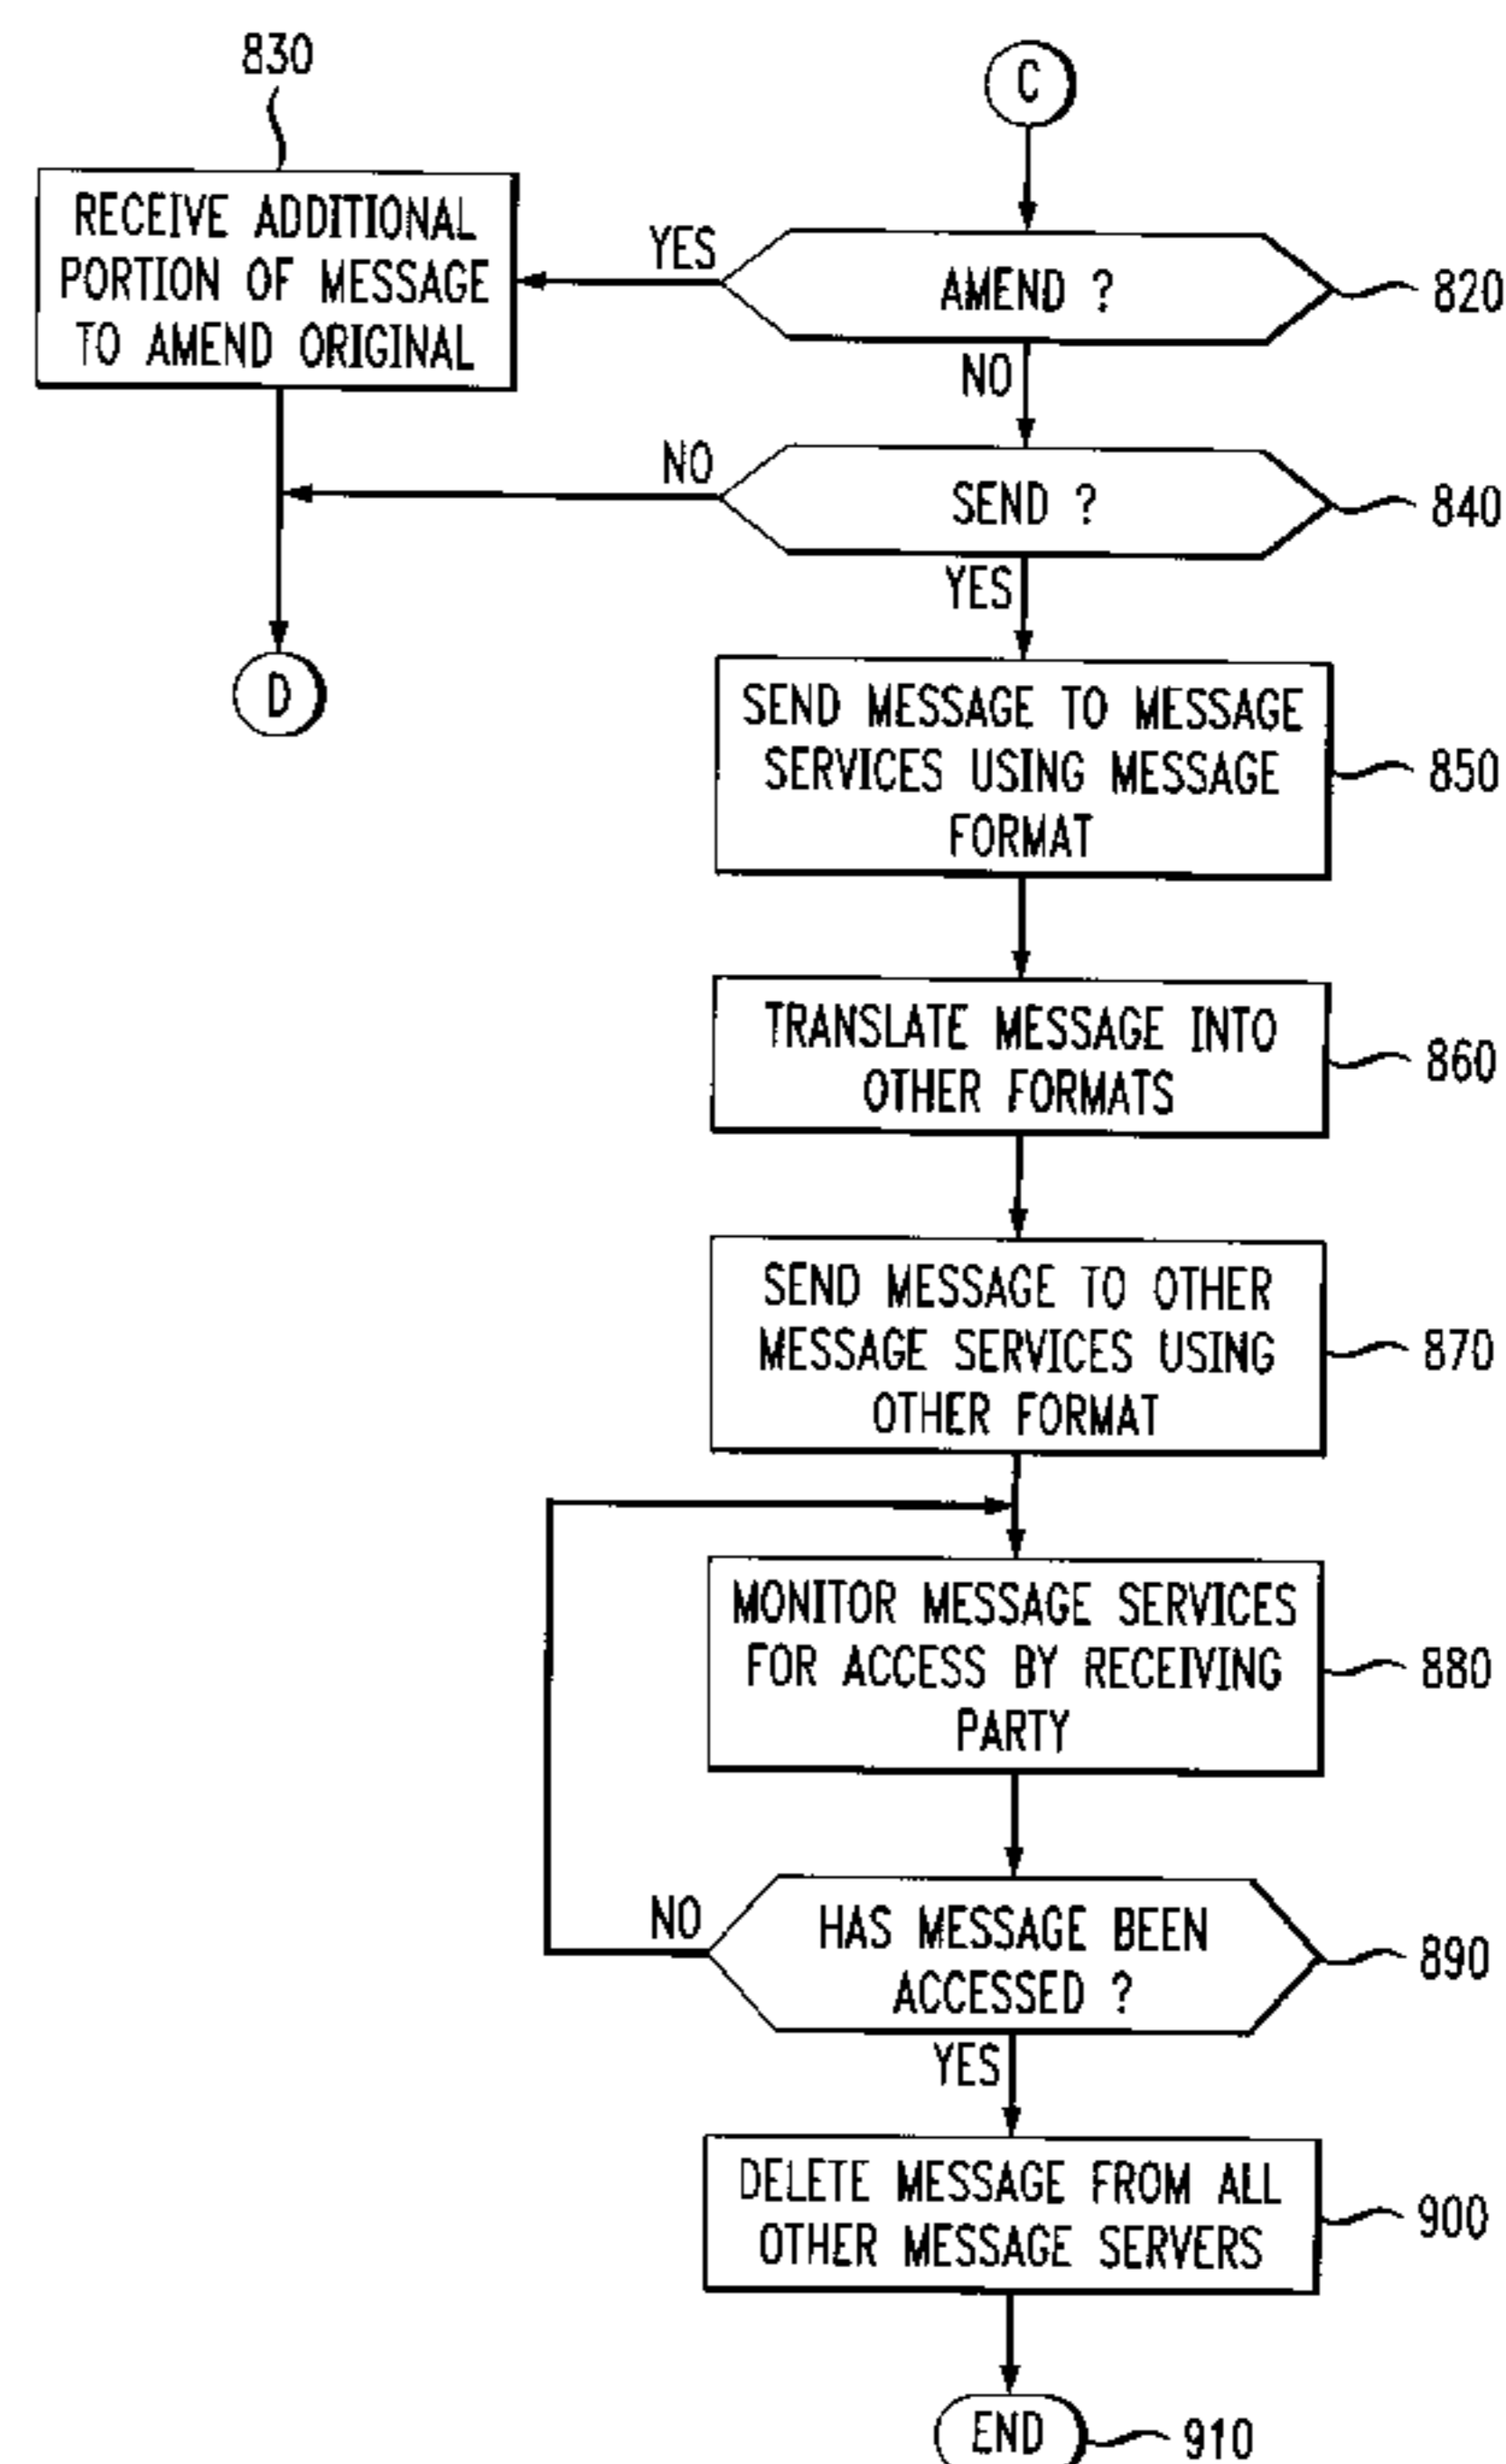 830
C
RECEIVE ADDITIONAL
PORTION OF MESSAGE
TO AMEND ORIGINAL
YES
AMEND ?
820
NO
NO
SEND ?
840
YES
D
SEND MESSAGE TO MESSAGE
SERVICES USING MESSAGE
FORMAT
850
TRANSLATE MESSAGE INTO
OTHER FORMATS
860
SEND MESSAGE TO OTHER
MESSAGE SERVICES USING
OTHER FORMAT
870
MONITOR MESSAGE SERVICES
FOR ACCESS BY RECEIVING
PARTY
880
NO
HAS MESSAGE BEEN
ACCESSED ?
890
YES
DELETE MESSAGE FROM ALL
OTHER MESSAGE SERVERS
900
END
910